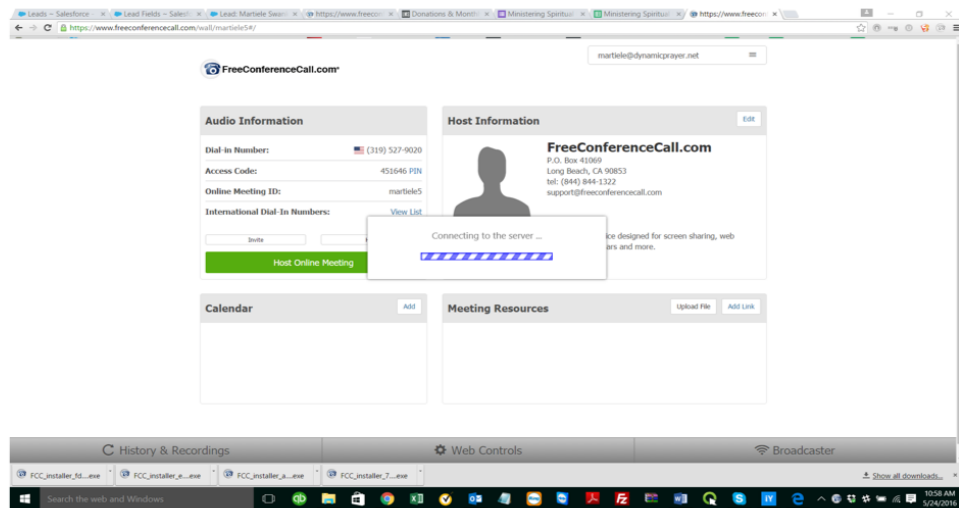 Leads ~ Salesforce
Lead Fields ~ Salesf
Lead: Martiele Swan
https://www.freecon
Donations & Month
Ministering Spiritual
Ministering Spiritual
https://www.freecon
https://www.freeconferencecall.com/wall/martiele5#/
FreeConferenceCall.com
martiele@dynamicprayer.net
Audio Information
Dial-in Number: (319) 527-9020
Access Code: 451646 PIN
Online Meeting ID: martiele5
International Dial-In Numbers: View List
Invite
Host Online Meeting
Host Information
Edit
FreeConferenceCall.com
P.O. Box 41069
Long Beach, CA 90853
tel: (844) 844-1322
support@freeconferencecall.com
ice designed for screen sharing, web
ars and more.
Connecting to the server ...
Calendar
Add
Meeting Resources
Upload File
Add Link
History & Recordings
Web Controls
Broadcaster
FCC_installer_fd....exe
FCC_installer_e....exe
FCC_installer_a....exe
FCC_installer_7....exe
Show all downloads...
Search the web and Windows
10:58 AM
5/24/2016